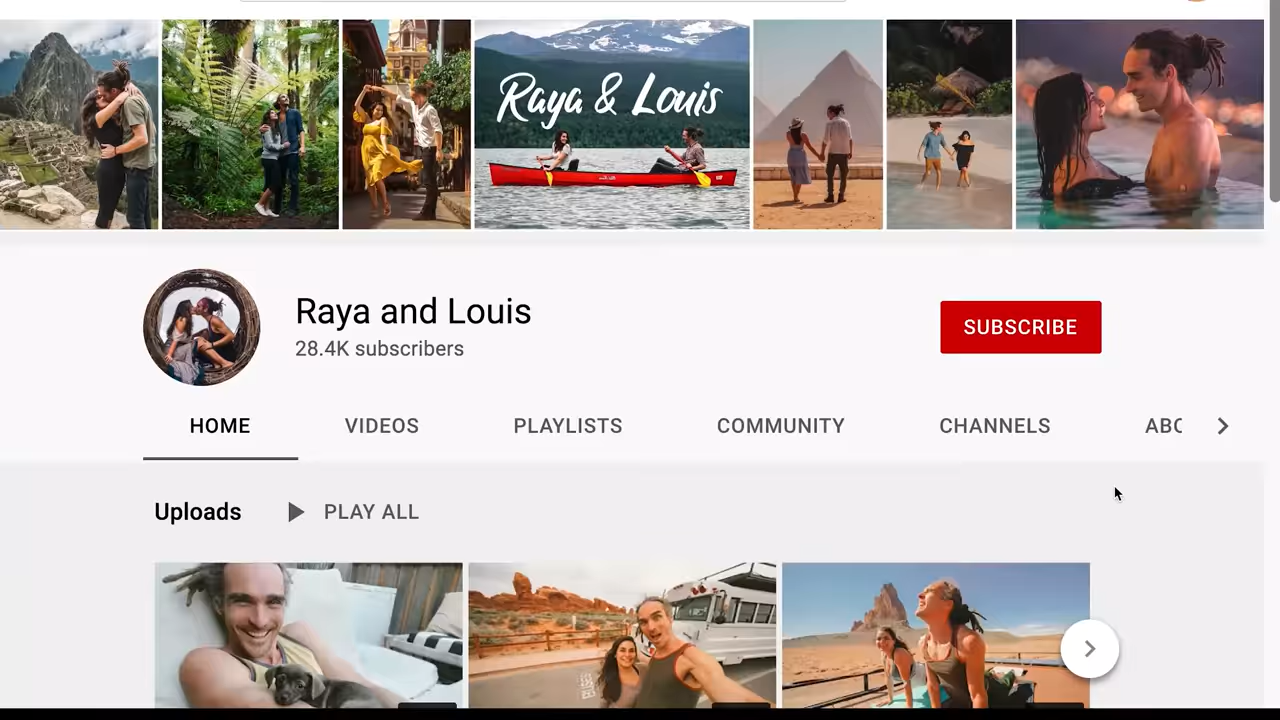 Raya & Louis
Raya and Louis
28.4K subscribers
SUBSCRIBE
HOME VIDEOS PLAYLISTS COMMUNITY CHANNELS ABC
Uploads PLAY ALL